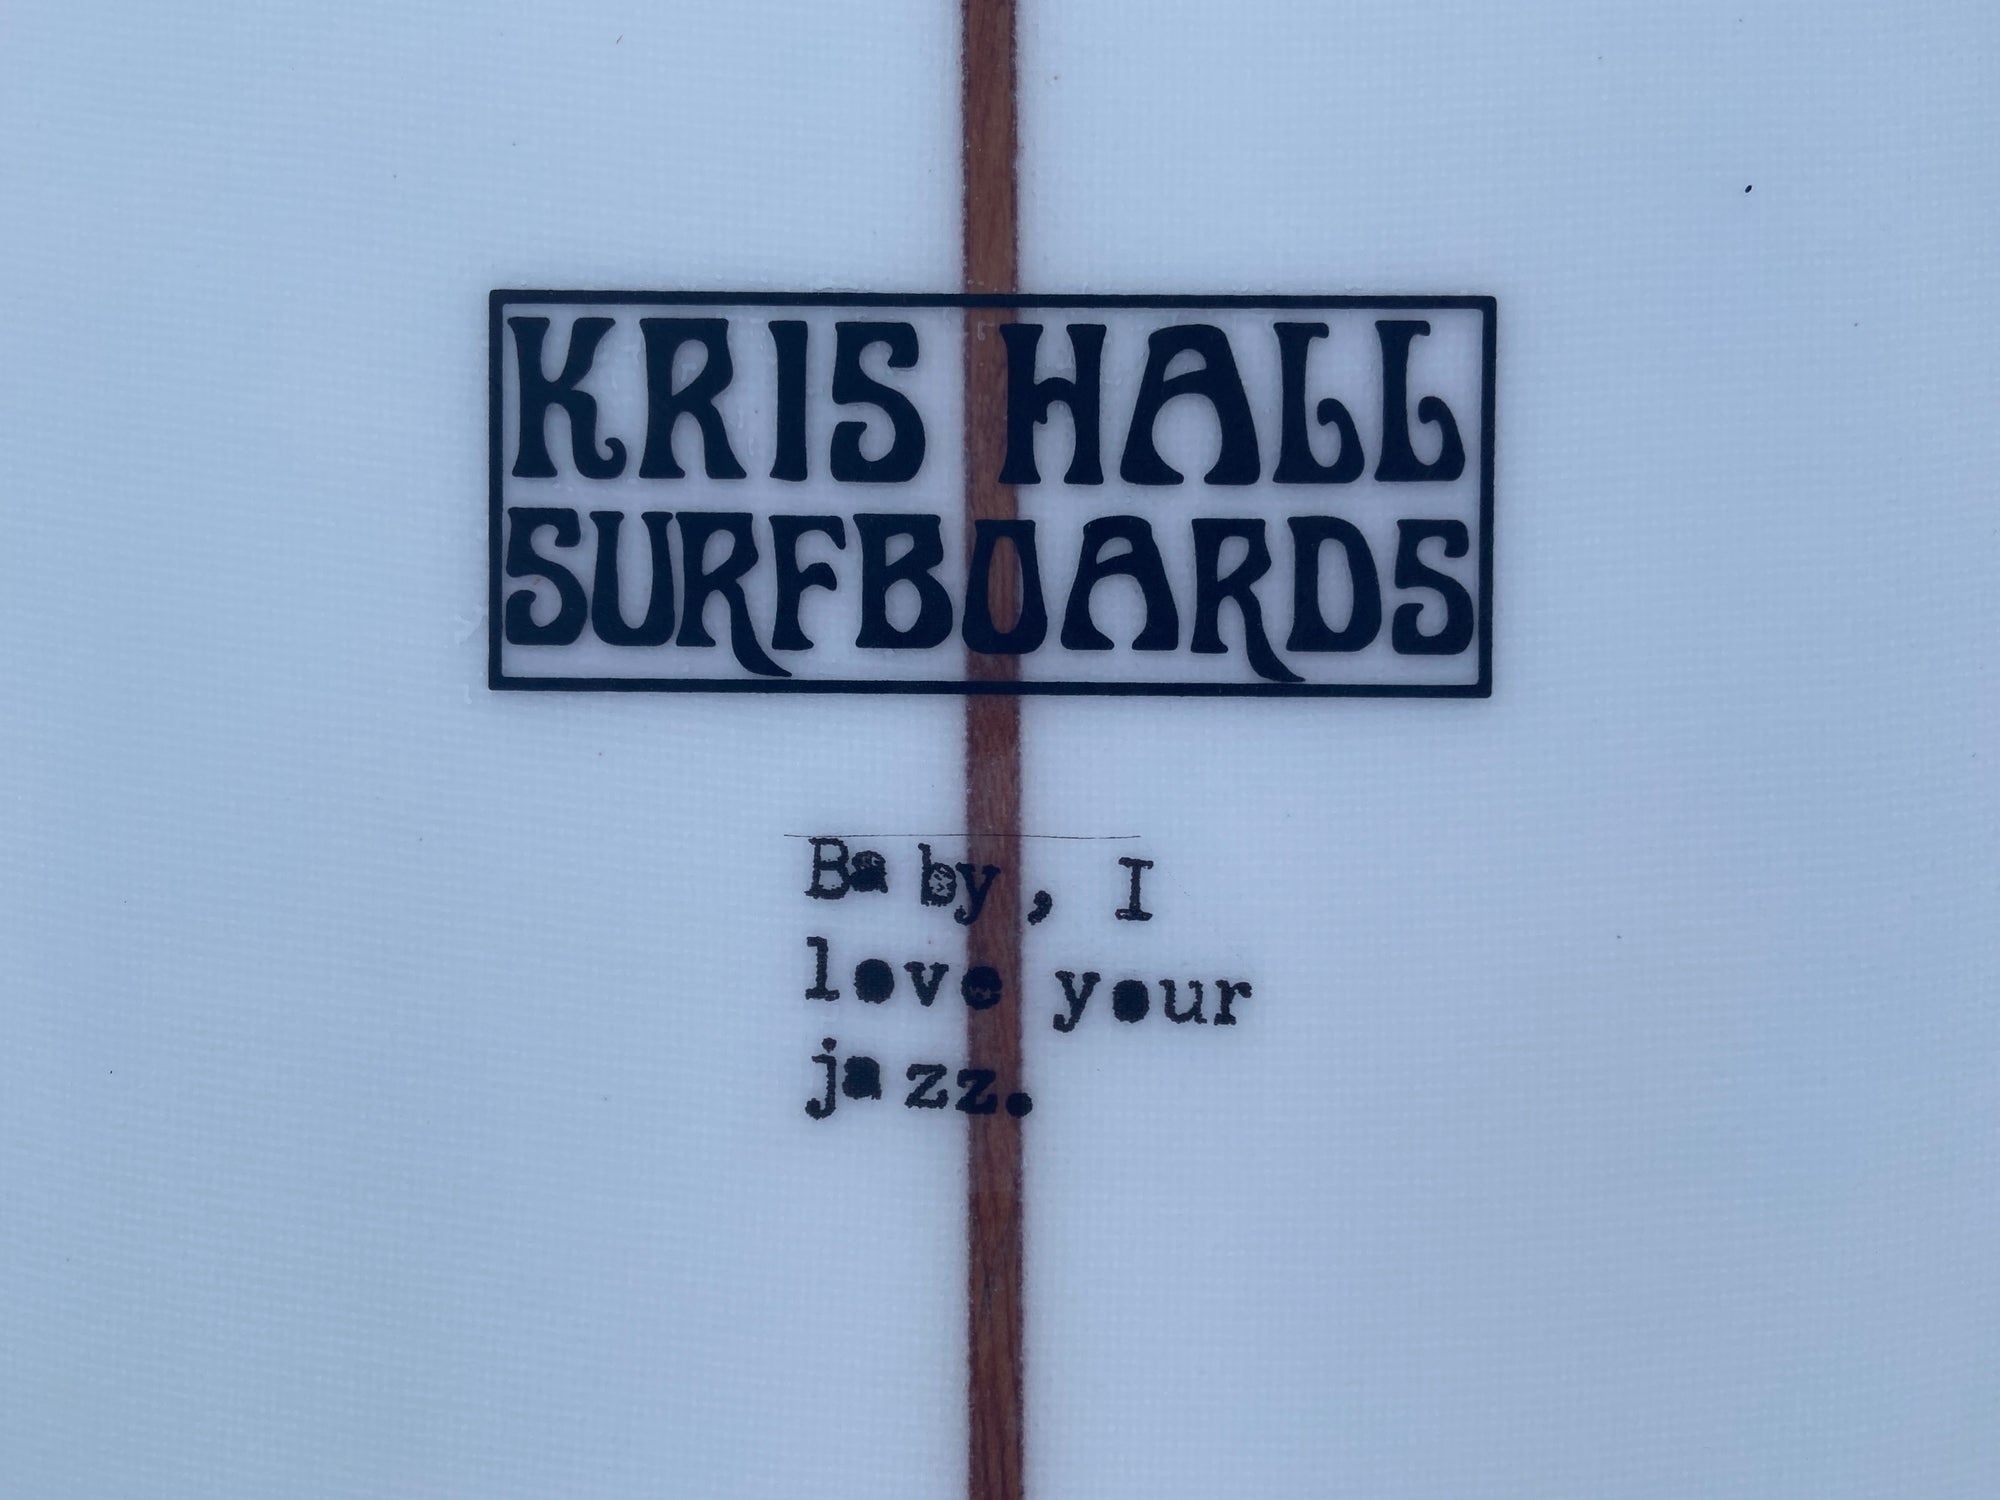 KRIS HALL
SURFBOARDS
Baby, I
love your
jazz.